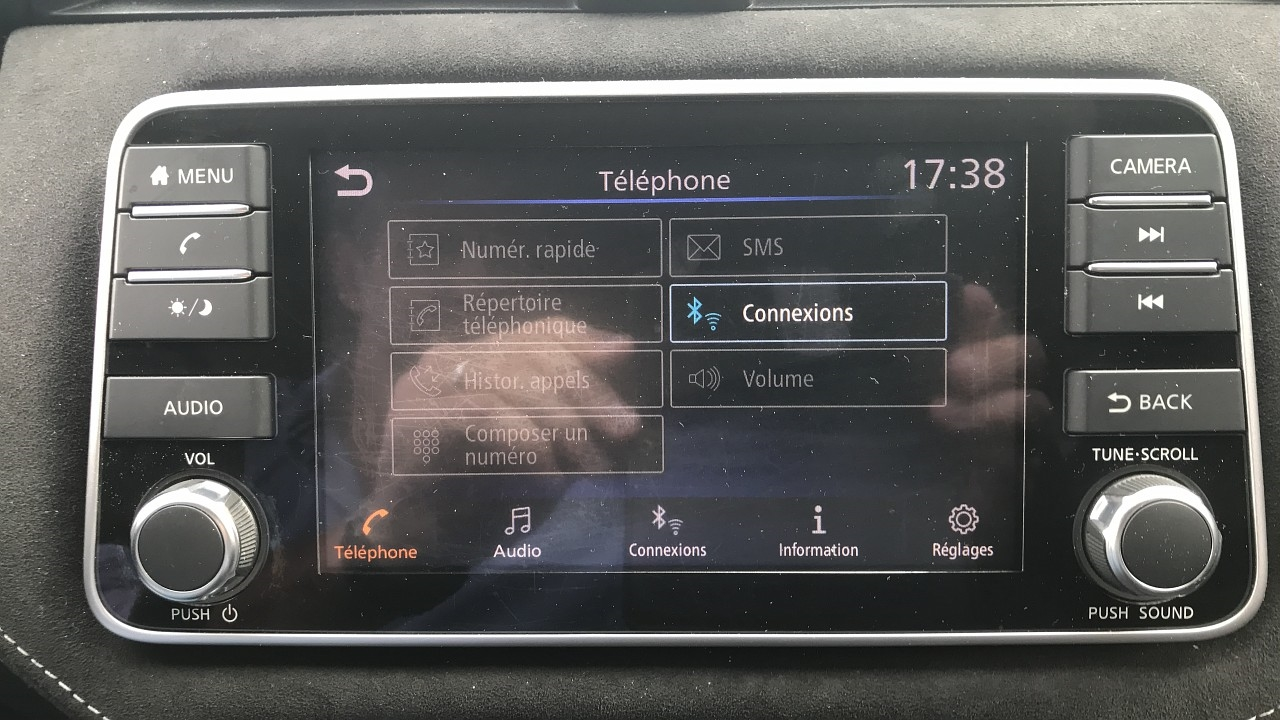 MENU
AUDIO
VOL
PUSH
Téléphone
17:38
Numér. rapide
SMS
Répertoire
téléphonique
Connexions
Histor. appels
Volume
Composer un
numéro
Téléphone
Audio
Connexions
Information
Réglages
CAMERA
BACK
TUNE·SCROLL
PUSH SOUND